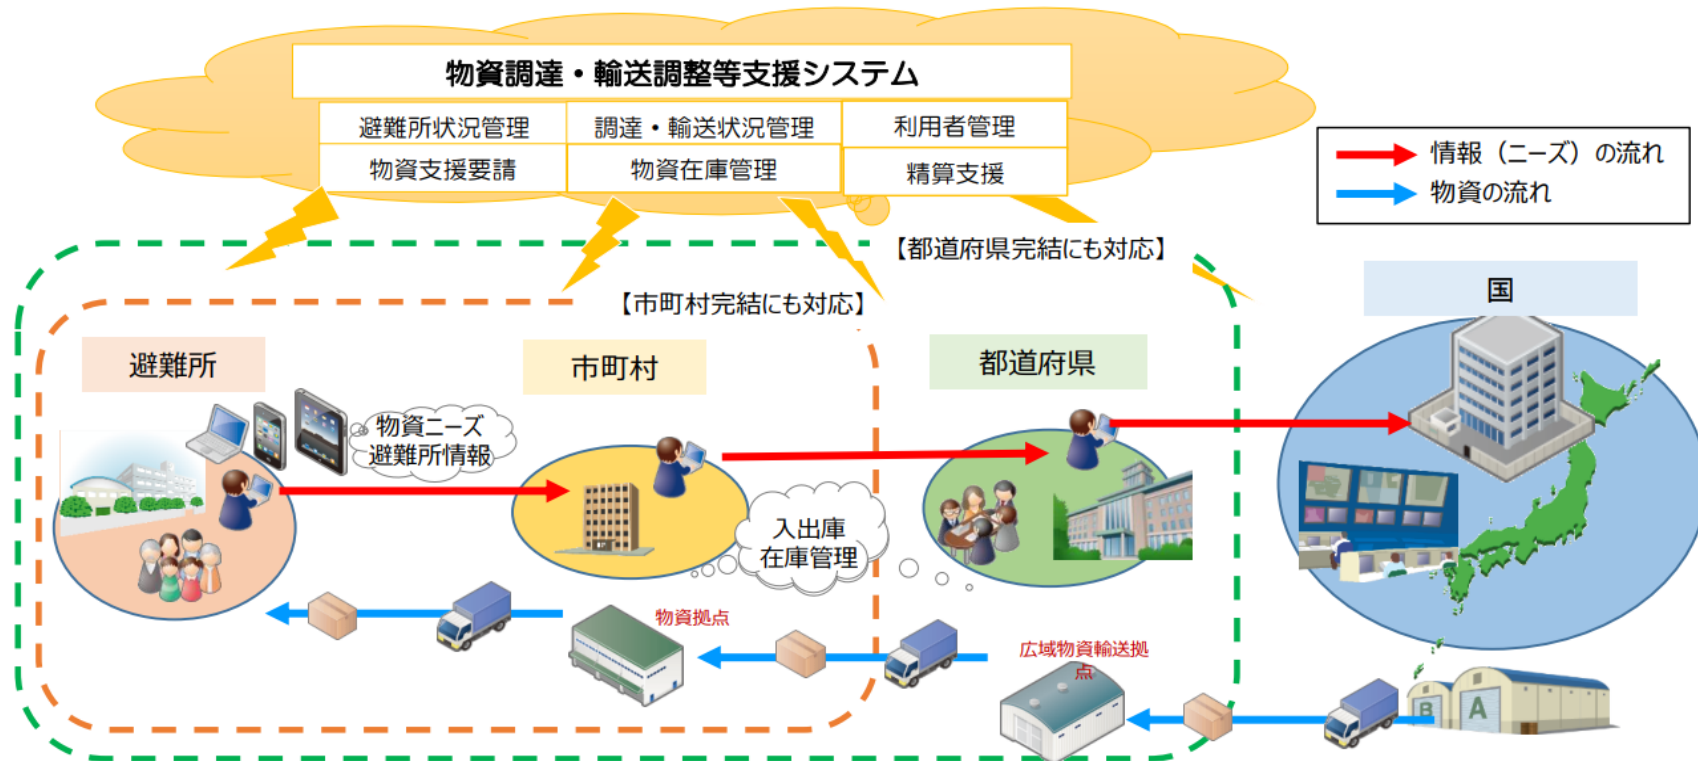 物資調達・輸送調整等支援システム
避難所状況管理
調達・輸送状況管理
利用者管理
物資支援要請
物資在庫管理
精算支援
情報（ニーズ）の流れ
物資の流れ
【都道府県完結にも対応】
【市町村完結にも対応】
国
避難所
市町村
都道府県
物資ニーズ
避難所情報
入出庫
在庫管理
物資拠点
広域物資輸送拠
点
B
A